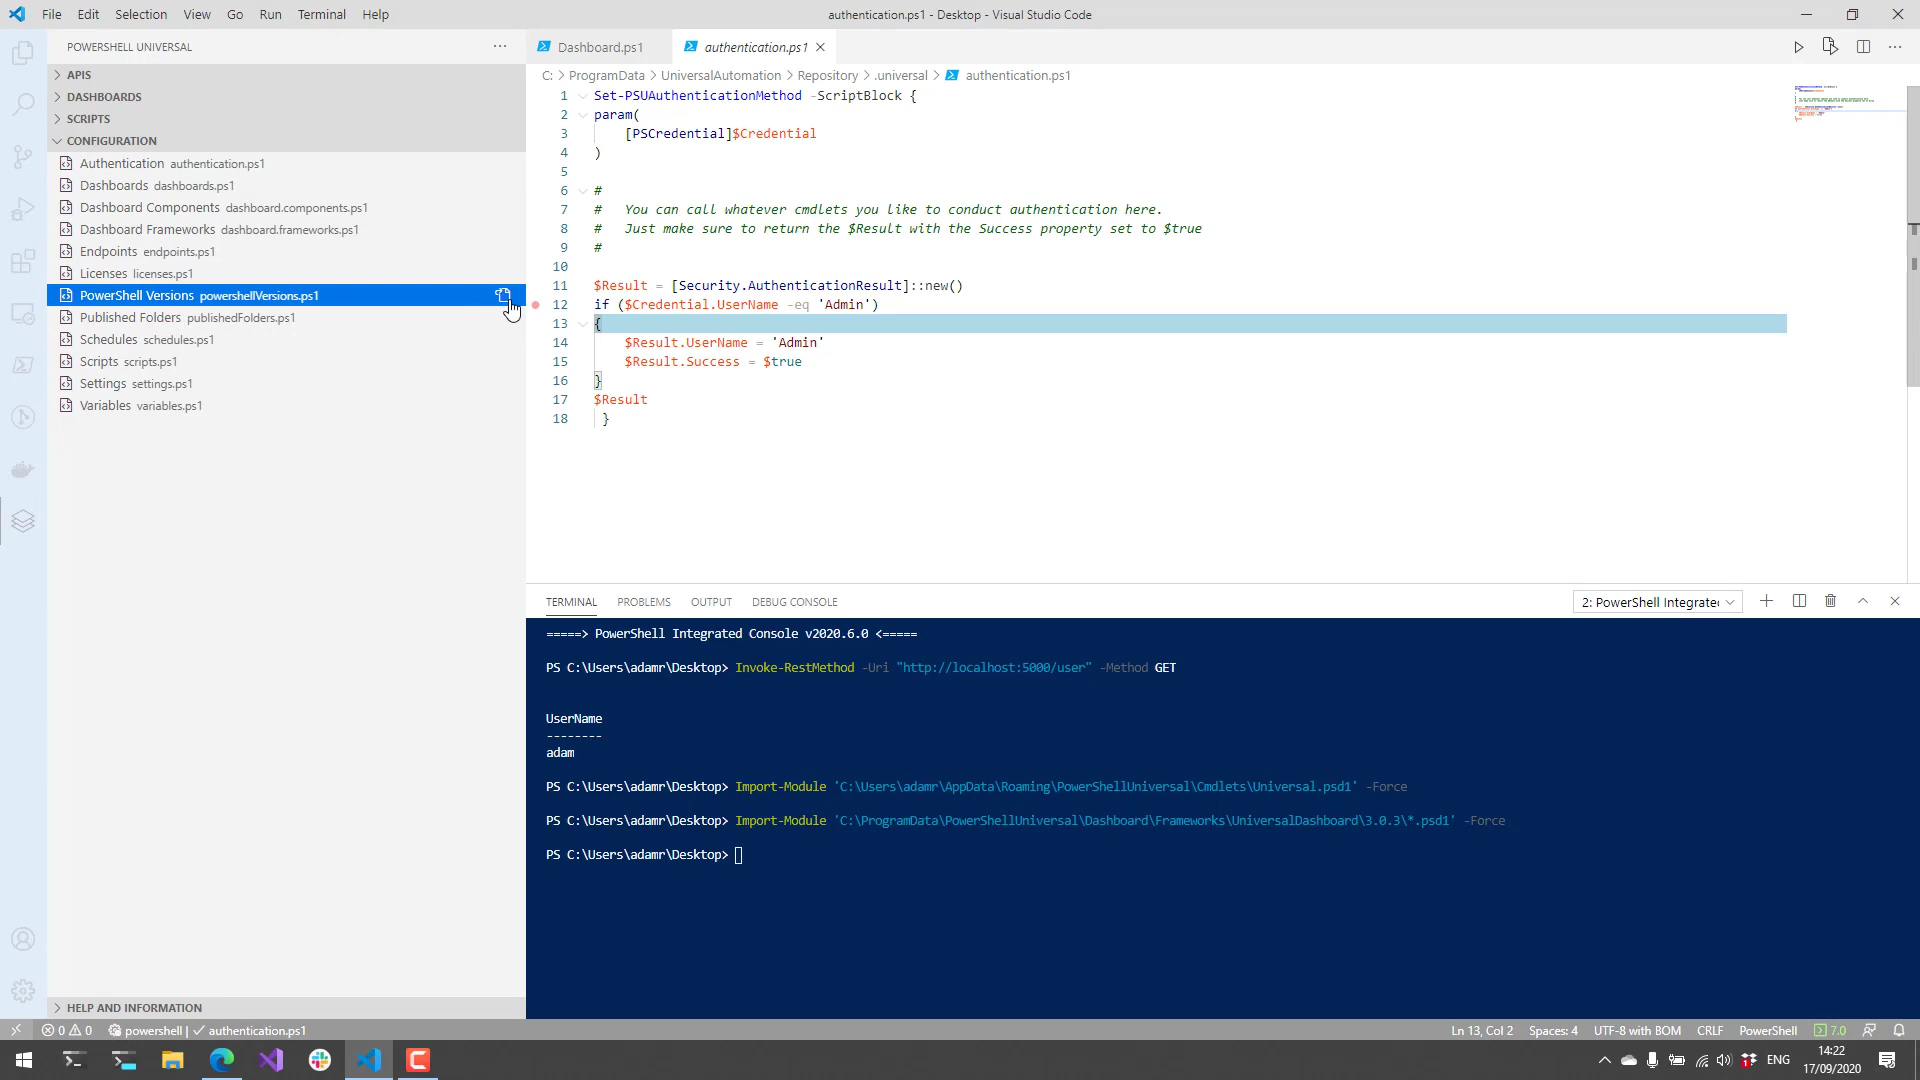 File Edit Selection View Go Run Terminal Help
authentication.ps1 - Desktop - Visual Studio Code
POWERSHELL UNIVERSAL
APIS
DASHBOARDS
SCRIPTS
CONFIGURATION
Authentication authentication.ps1
Dashboards dashboards.ps1
Dashboard Components dashboard.components.ps1
Dashboard Frameworks dashboard.frameworks.ps1
Endpoints endpoints.ps1
Licenses licenses.ps1
PowerShell Versions powershellVersions.ps1
Published Folders publishedFolders.ps1
Schedules schedules.ps1
Scripts scripts.ps1
Settings settings.ps1
Variables variables.ps1
HELP AND INFORMATION
Dashboard.ps1 authentication.ps1
C: > ProgramData > UniversalAutomation > Repository > .universal > authentication.ps1
1 Set-PSUAuthenticationMethod -ScriptBlock {
2 param(
3 [PSCredential]$Credential
4 )
5
6 #
7 # You can call whatever cmdlets you like to conduct authentication here.
8 # Just make sure to return the $Result with the Success property set to $true
9 #
10
11 $Result = [Security.AuthenticationResult]::new()
12 if ($Credential.UserName -eq 'Admin')
13 {
14 $Result.UserName = 'Admin'
15 $Result.Success = $true
16 }
17 $Result
18 }
TERMINAL PROBLEMS OUTPUT DEBUG CONSOLE
2: PowerShell Integrate
=====> PowerShell Integrated Console v2020.6.0 <=====
PS C:\Users\adamr\Desktop> Invoke-RestMethod -Uri "http://localhost:5000/user" -Method GET
UserName
--------
adam
PS C:\Users\adamr\Desktop> Import-Module 'C:\Users\adamr\AppData\Roaming\PowerShellUniversal\Cmdlets\Universal.psd1' -Force
PS C:\Users\adamr\Desktop> Import-Module 'C:\ProgramData\PowerShellUniversal\Dashboard\Frameworks\UniversalDashboard\3.0.3\*.psd1' -Force
PS C:\Users\adamr\Desktop>
0 0 powershell | ✓ authentication.ps1
Ln 13, Col 2 Spaces: 4 UTF-8 with BOM CRLF PowerShell 7.0
ENG
14:22
17/09/2020